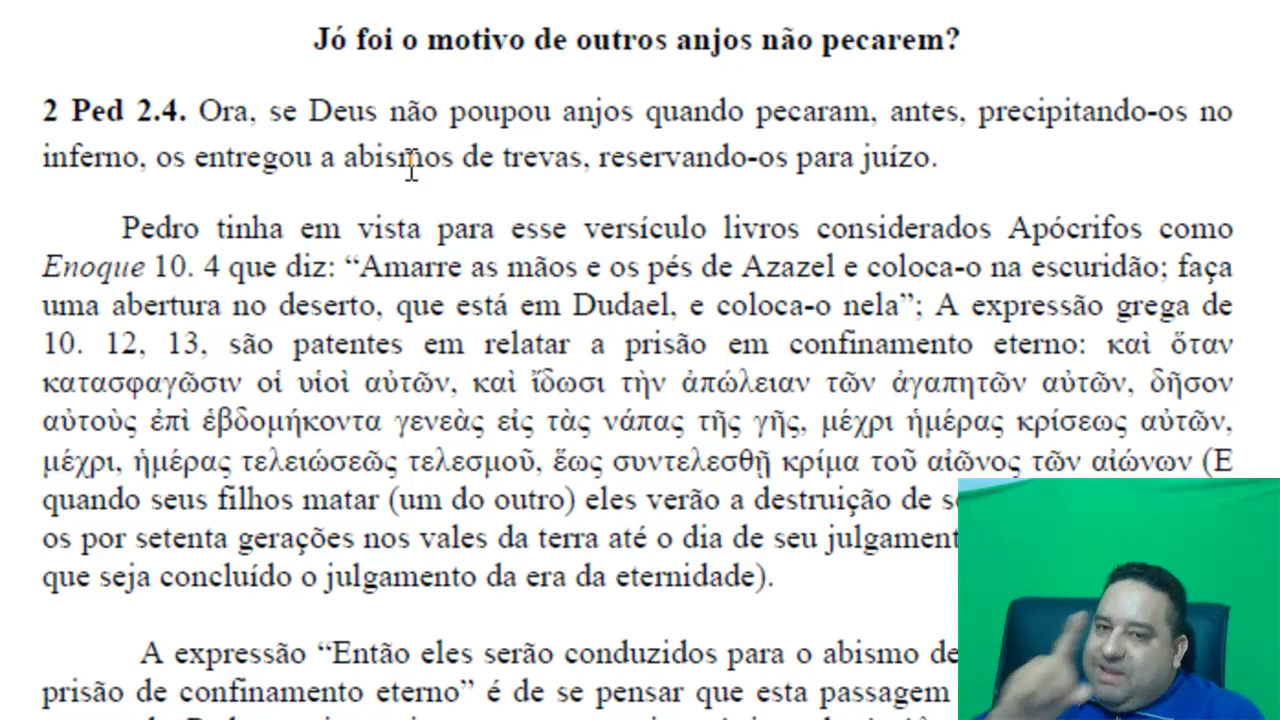 Jó foi o motivo de outros anjos não pecarem?
2 Ped 2.4. Ora, se Deus não poupou anjos quando pecaram, antes, precipitando-os no
inferno, os entregou a abismos de trevas, reservando-os para juízo.
Pedro tinha em vista para esse versículo livros considerados Apócrifos como
Enoque 10. 4 que diz: “Amarre as mãos e os pés de Azazel e coloca-o na escuridão; faça
uma abertura no deserto, que está em Dudael, e coloca-o nela”; A expressão grega de
10. 12, 13, são patentes em relatar a prisão em confinamento eterno: καὶ ὅταν
κατασφαγῶσιν οἱ υἱοὶ αὐτῶν, καὶ ἴδωσι τὴν ἀπώλειαν τῶν ἀγαπητῶν αὐτῶν, δῆσον
αὐτοὺς ἐπὶ ἑβδομήκοντα γενεὰς εἰς τὰς νάπας τῆς γῆς, μέχρι ἡμέρας κρίσεως αὐτῶν,
μέχρι, ἡμέρας τελειώσεῶς τελεσμοῦ, ἕως συντελεσθῇ κρίμα τοῦ αἰῶνος τῶν αἰώνων (E
quando seus filhos matar (um do outro) eles verão a destruição de
os por setenta gerações nos vales da terra até o dia de seu julgament
que seja concluído o julgamento da era da eternidade).
A expressão “Então eles serão conduzidos para o abismo de
prisão de confinamento eterno” é de se pensar que esta passagem